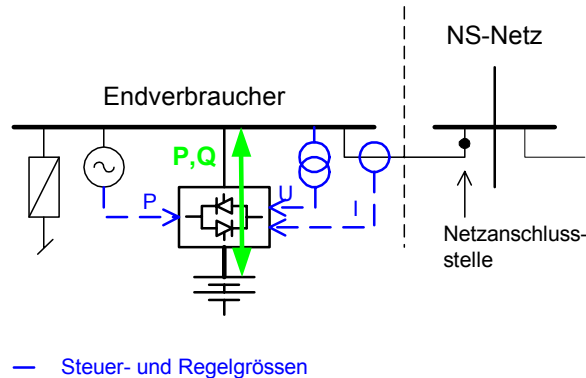 NS-Netz
Endverbraucher
P,Q
P
U
I
Netzanschluss-
stelle
Steuer- und Regelgrössen